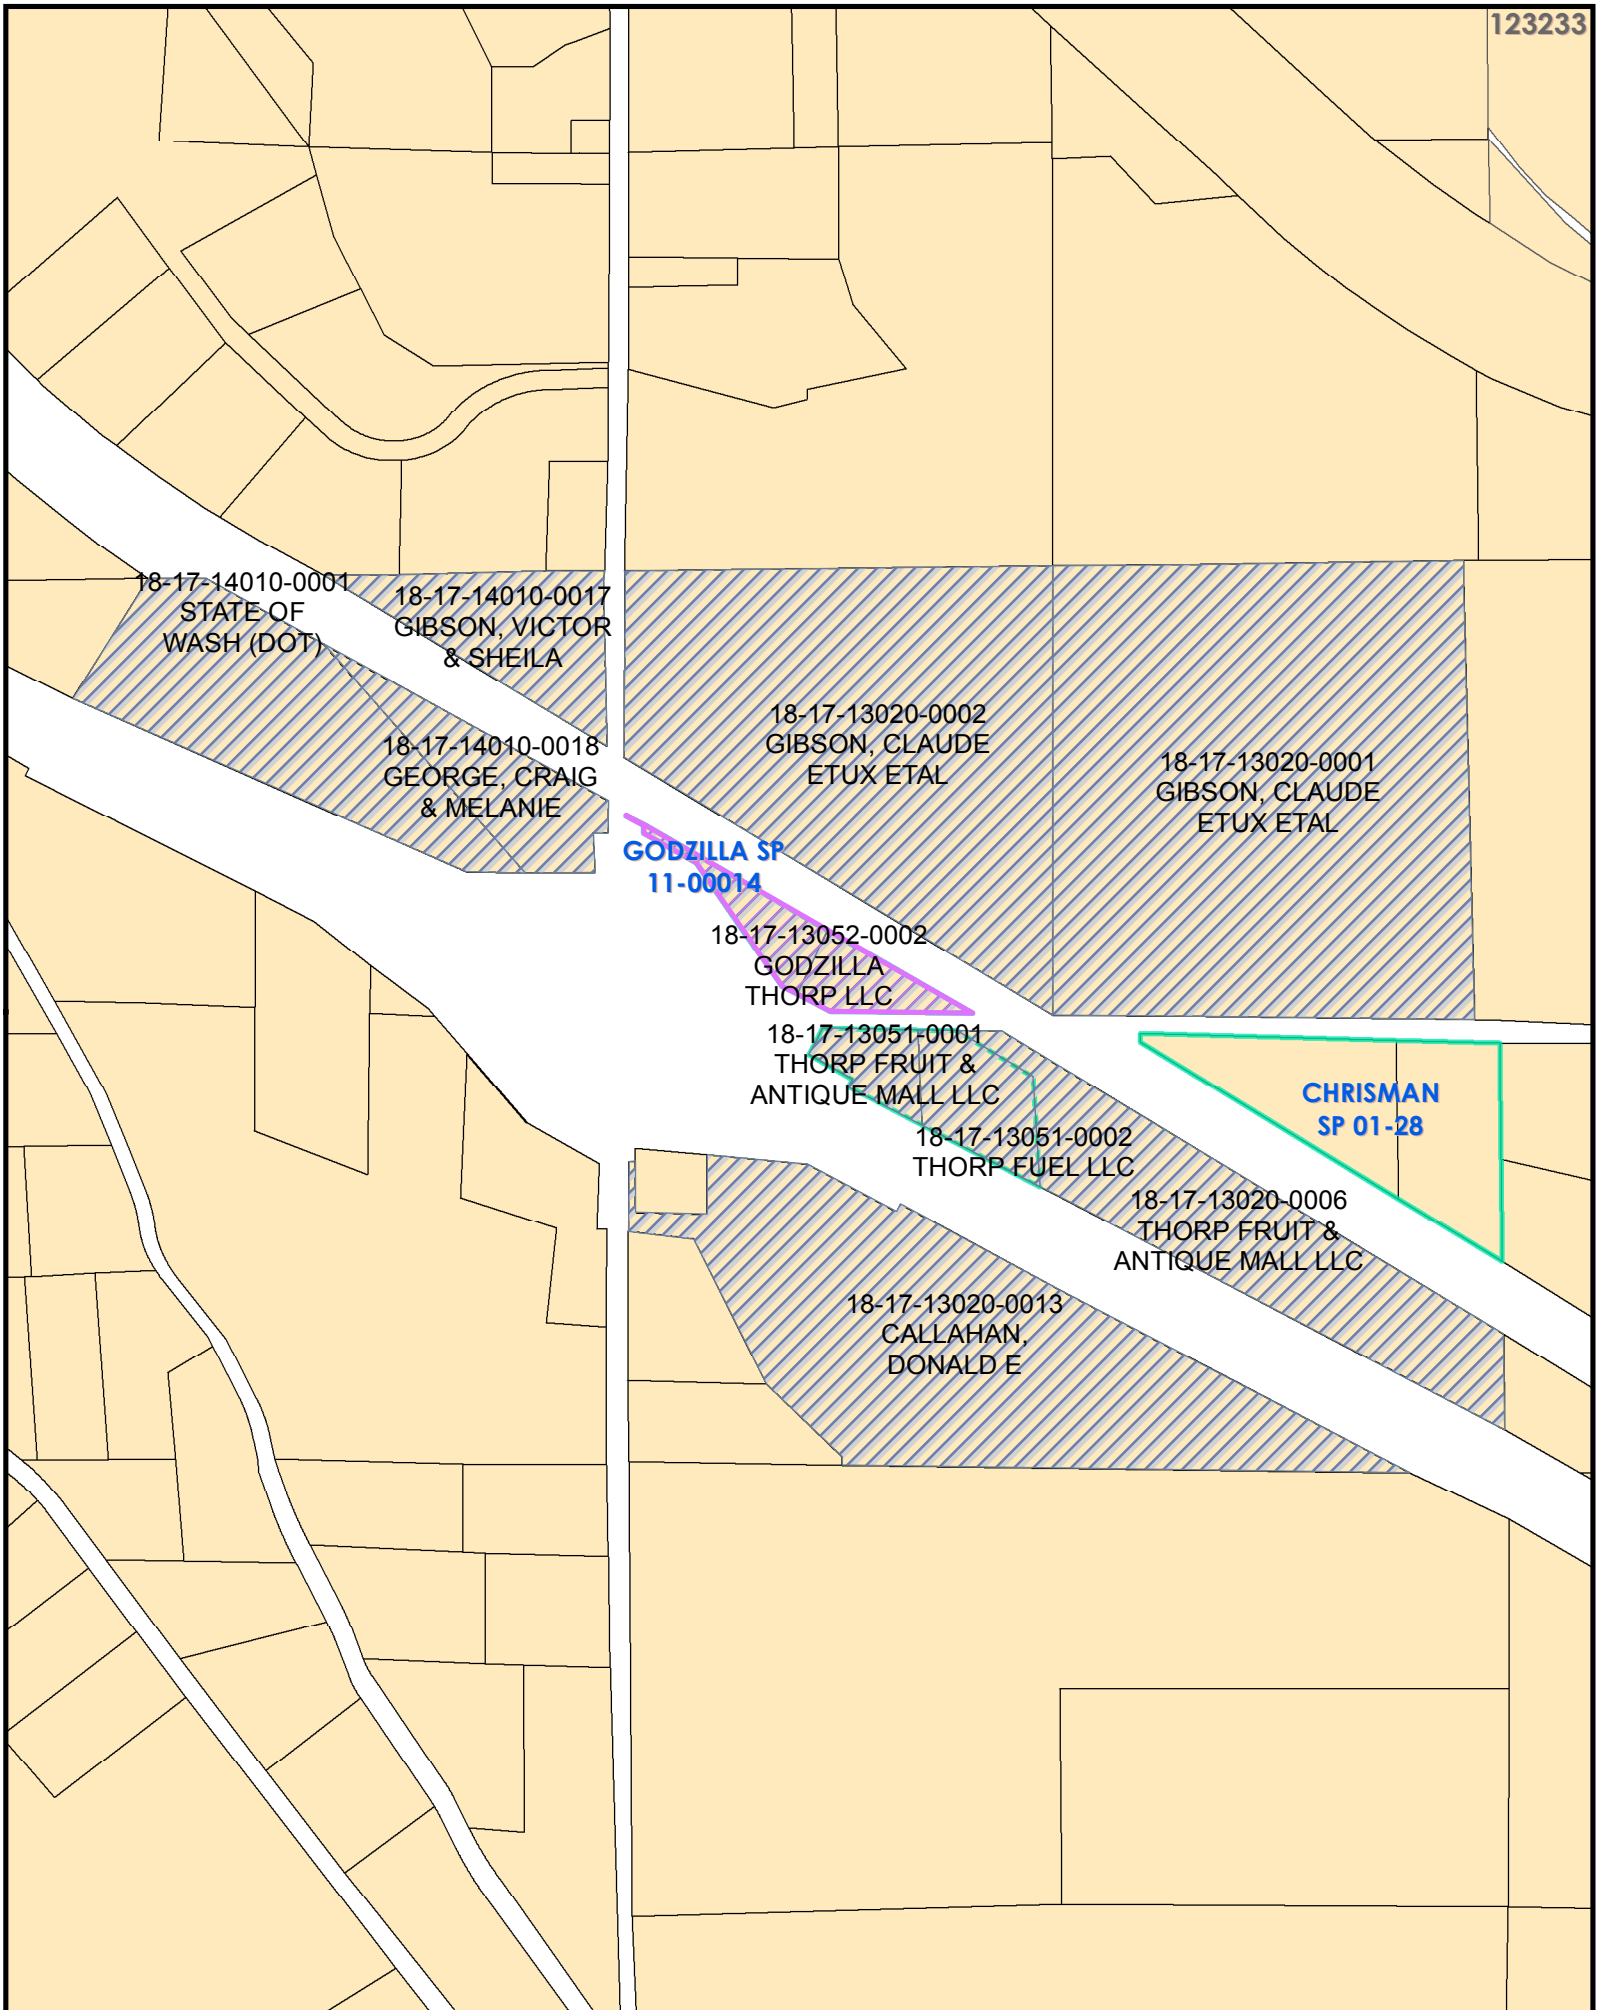 123233
18-17-14010-0001
STATE OF
WASH (DOT)
18-17-14010-0017
GIBSON, VICTOR
& SHEILA
18-17-13020-0002
GIBSON, CLAUDE
ETUX ETAL
18-17-13020-0001
GIBSON, CLAUDE
ETUX ETAL
18-17-14010-0018
GEORGE, CRAIG
& MELANIE
GODZILLA SP
11-00014
18-17-13052-0002
GODZILLA
THORP LLC
18-17-13051-0001
THORP FRUIT &
ANTIQUE MALL LLC
CHRISMAN
SP 01-28
18-17-13051-0002
THORP FUEL LLC
18-17-13020-0006
THORP FRUIT &
ANTIQUE MALL LLC
18-17-13020-0013
CALLAHAN,
DONALD E